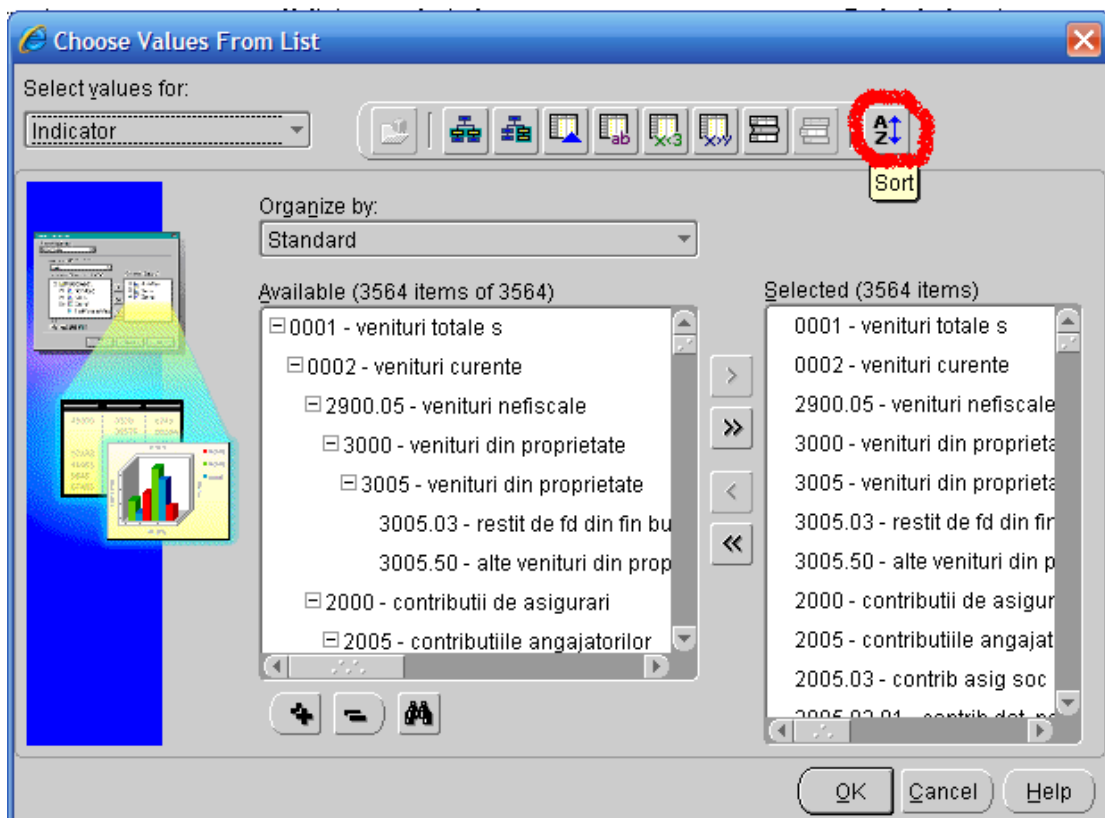 Choose Values From List
Select values for:
Indicator
ab
x<3
x>y
A
Z
Sort
Organize by:
Standard
Available (3564 items of 3564)
0001 - venituri totale s
0002 - venituri curente
2900.05 - venituri nefiscale
3000 - venituri din proprietate
3005 - venituri din proprietate
3005.03 - restit de fd din fin bu
3005.50 - alte venituri din prop
2000 - contributii de asigurari
2005 - contributiile angajatorilor
>
>>
<
<<
Selected (3564 items)
0001 - venituri totale s
0002 - venituri curente
2900.05 - venituri nefiscale
3000 - venituri din proprieta
3005 - venituri din proprieta
3005.03 - restit de fd din fin
3005.50 - alte venituri din p
2000 - contributii de asigur
2005 - contributiile angajat
2005.03 - contrib asig soc
OK
Cancel
Help